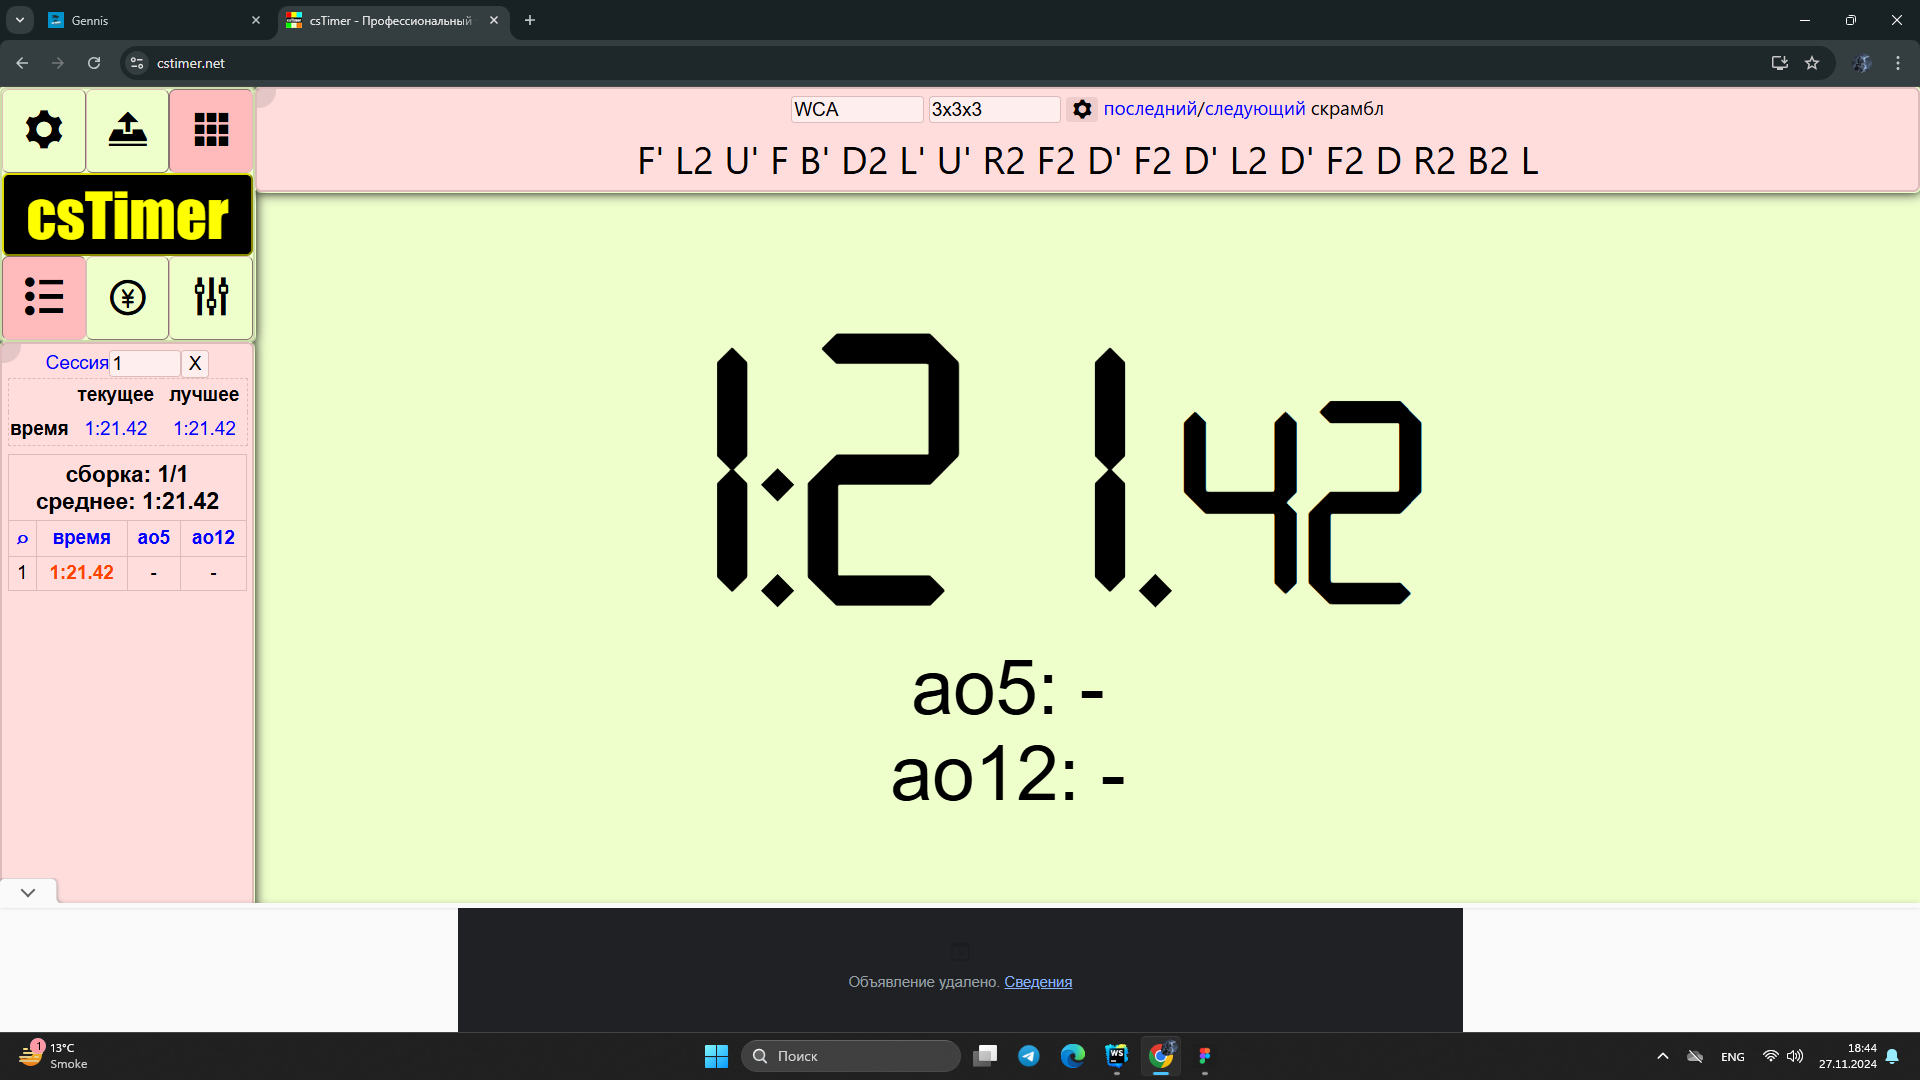 Gennis
csTimer - Профессиональный
cstimer.net
WCA 3x3x3 последний/следующий скрамбл
F' L2 U' F B' D2 L' U' R2 F2 D' F2 D' L2 D' F2 D R2 B2 L
csTimer
Сессия 1 X
текущее лучшее
время 1:21.42 1:21.42
сборка: 1/1
среднее: 1:21.42
время ao5 ao12
1 1:21.42 - -
1:21.42
ao5: -
ao12: -
Объявление удалено. Сведения
1
13°C
Smoke
Поиск
WS
ENG
18:44
27.11.2024